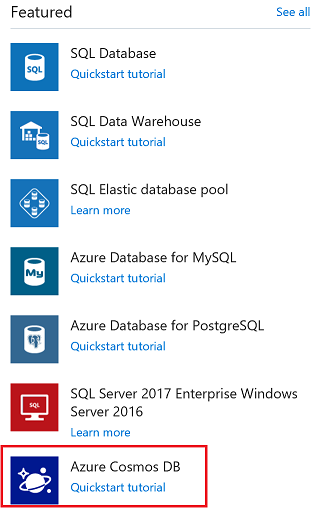 Featured
See all
SQL
SQL Database
Quickstart tutorial
SQL
SQL Data Warehouse
Quickstart tutorial
SQL Elastic database pool
Learn more
My
Azure Database for MySQL
Quickstart tutorial
Azure Database for PostgreSQL
Quickstart tutorial
SQL
SQL Server 2017 Enterprise Windows
Server 2016
Learn more
Azure Cosmos DB
Quickstart tutorial